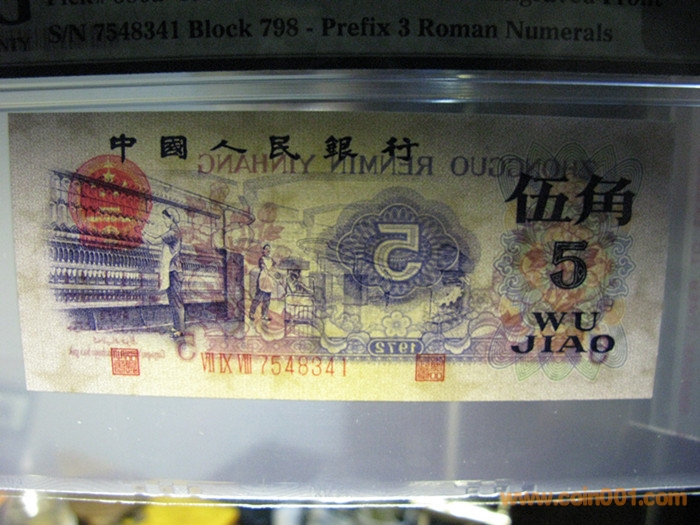 S/N 7548341 Block 798 - Prefix 3 Roman Numerals
中國人民銀行
ZHONGGUO RENMIN YINHANG
伍角
5
5
WU
JIAO
1972
5
VII IX VIII 7548341
www.coin001.com